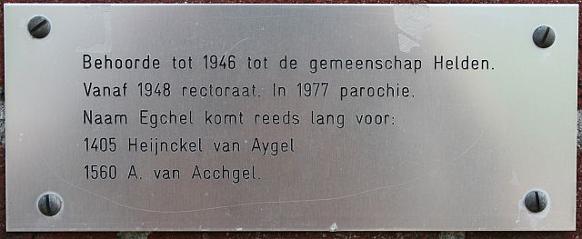 Behoorde tot 1946 tot de gemeenschap Helden.
Vanaf 1948 rectoraat. In 1977 parochie.
Naam Egchel komt reeds lang voor:
1405 Heijnckel van Aygel
1560 A. van Acchgel.